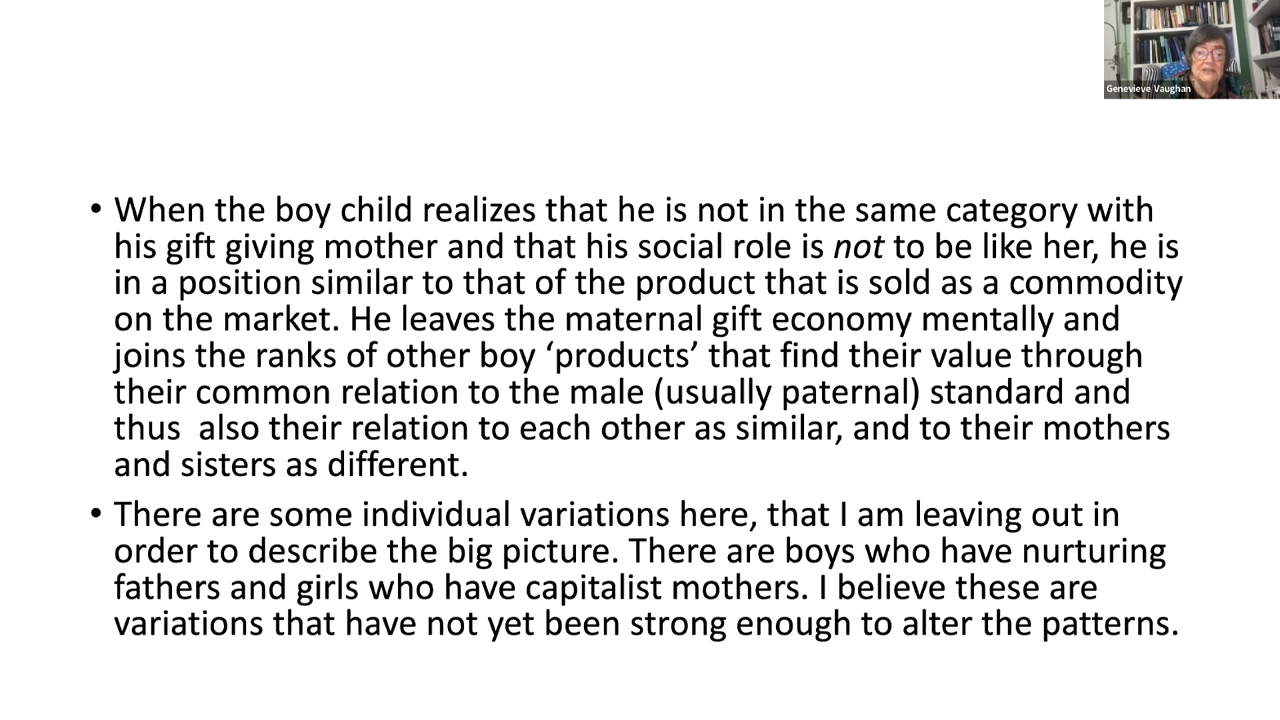 Genevieve Vaughan
• When the boy child realizes that he is not in the same category with
his gift giving mother and that his social role is not to be like her, he is
in a position similar to that of the product that is sold as a commodity
on the market. He leaves the maternal gift economy mentally and
joins the ranks of other boy ‘products’ that find their value through
their common relation to the male (usually paternal) standard and
thus  also their relation to each other as similar, and to their mothers
and sisters as different.
• There are some individual variations here, that I am leaving out in
order to describe the big picture. There are boys who have nurturing
fathers and girls who have capitalist mothers. I believe these are
variations that have not yet been strong enough to alter the patterns.